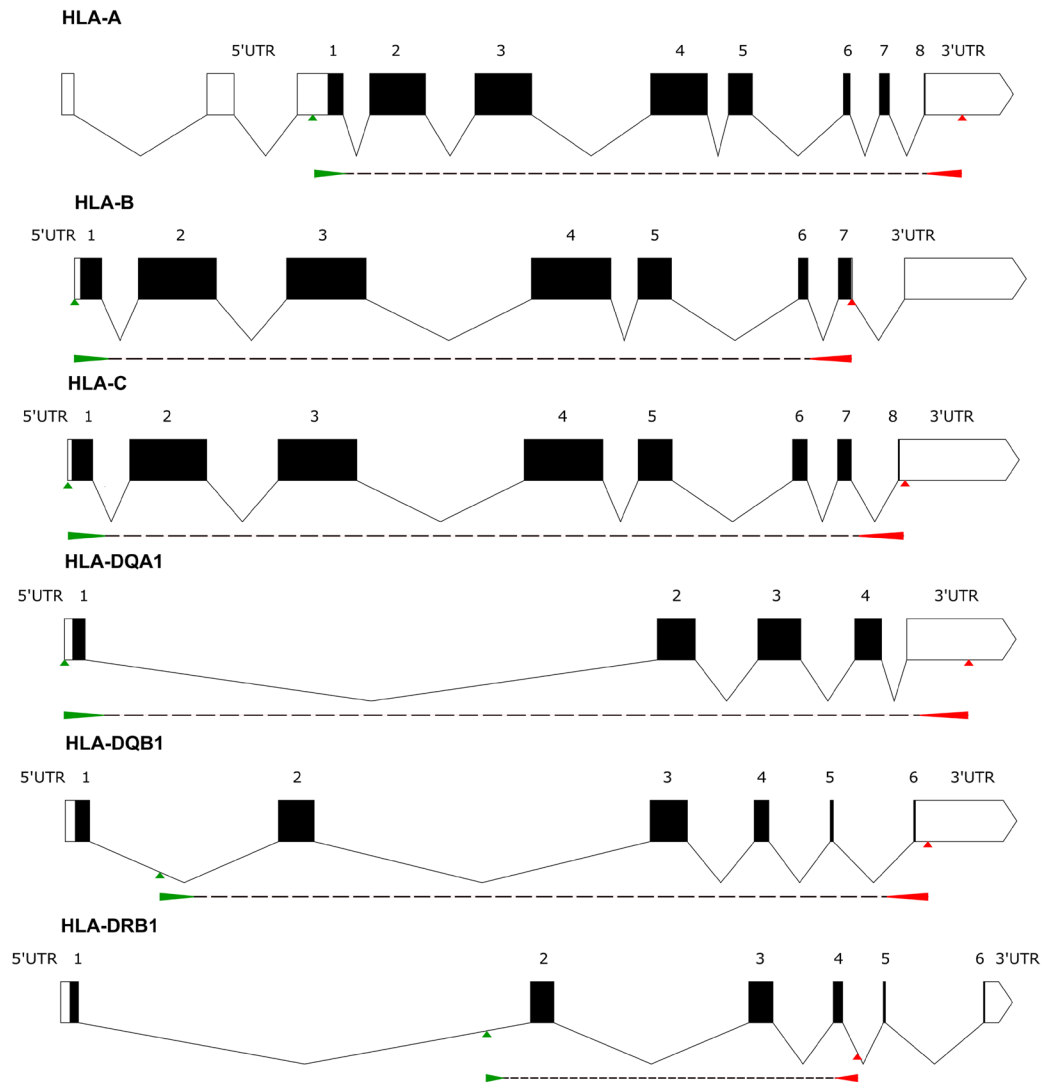 HLA-A
5'UTR 1 2 3 4 5 6 7 8 3'UTR
HLA-B
5'UTR 1 2 3 4 5 6 7 3'UTR
HLA-C
5'UTR 1 2 3 4 5 6 7 8 3'UTR
HLA-DQA1
5'UTR 1 2 3 4 3'UTR
HLA-DQB1
5'UTR 1 2 3 4 5 6 3'UTR
HLA-DRB1
5'UTR 1 2 3 4 5 6 3'UTR